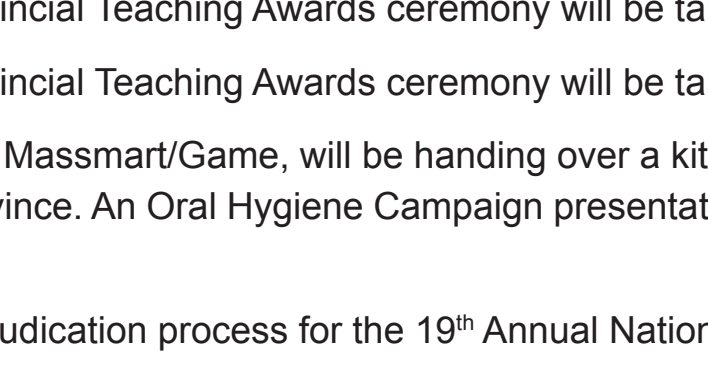 incial Teaching Awards ceremony will be ta
incial Teaching Awards ceremony will be ta
Massmart/Game, will be handing over a kit
vince. An Oral Hygiene Campaign presentat
udication process for the 19th Annual Nation